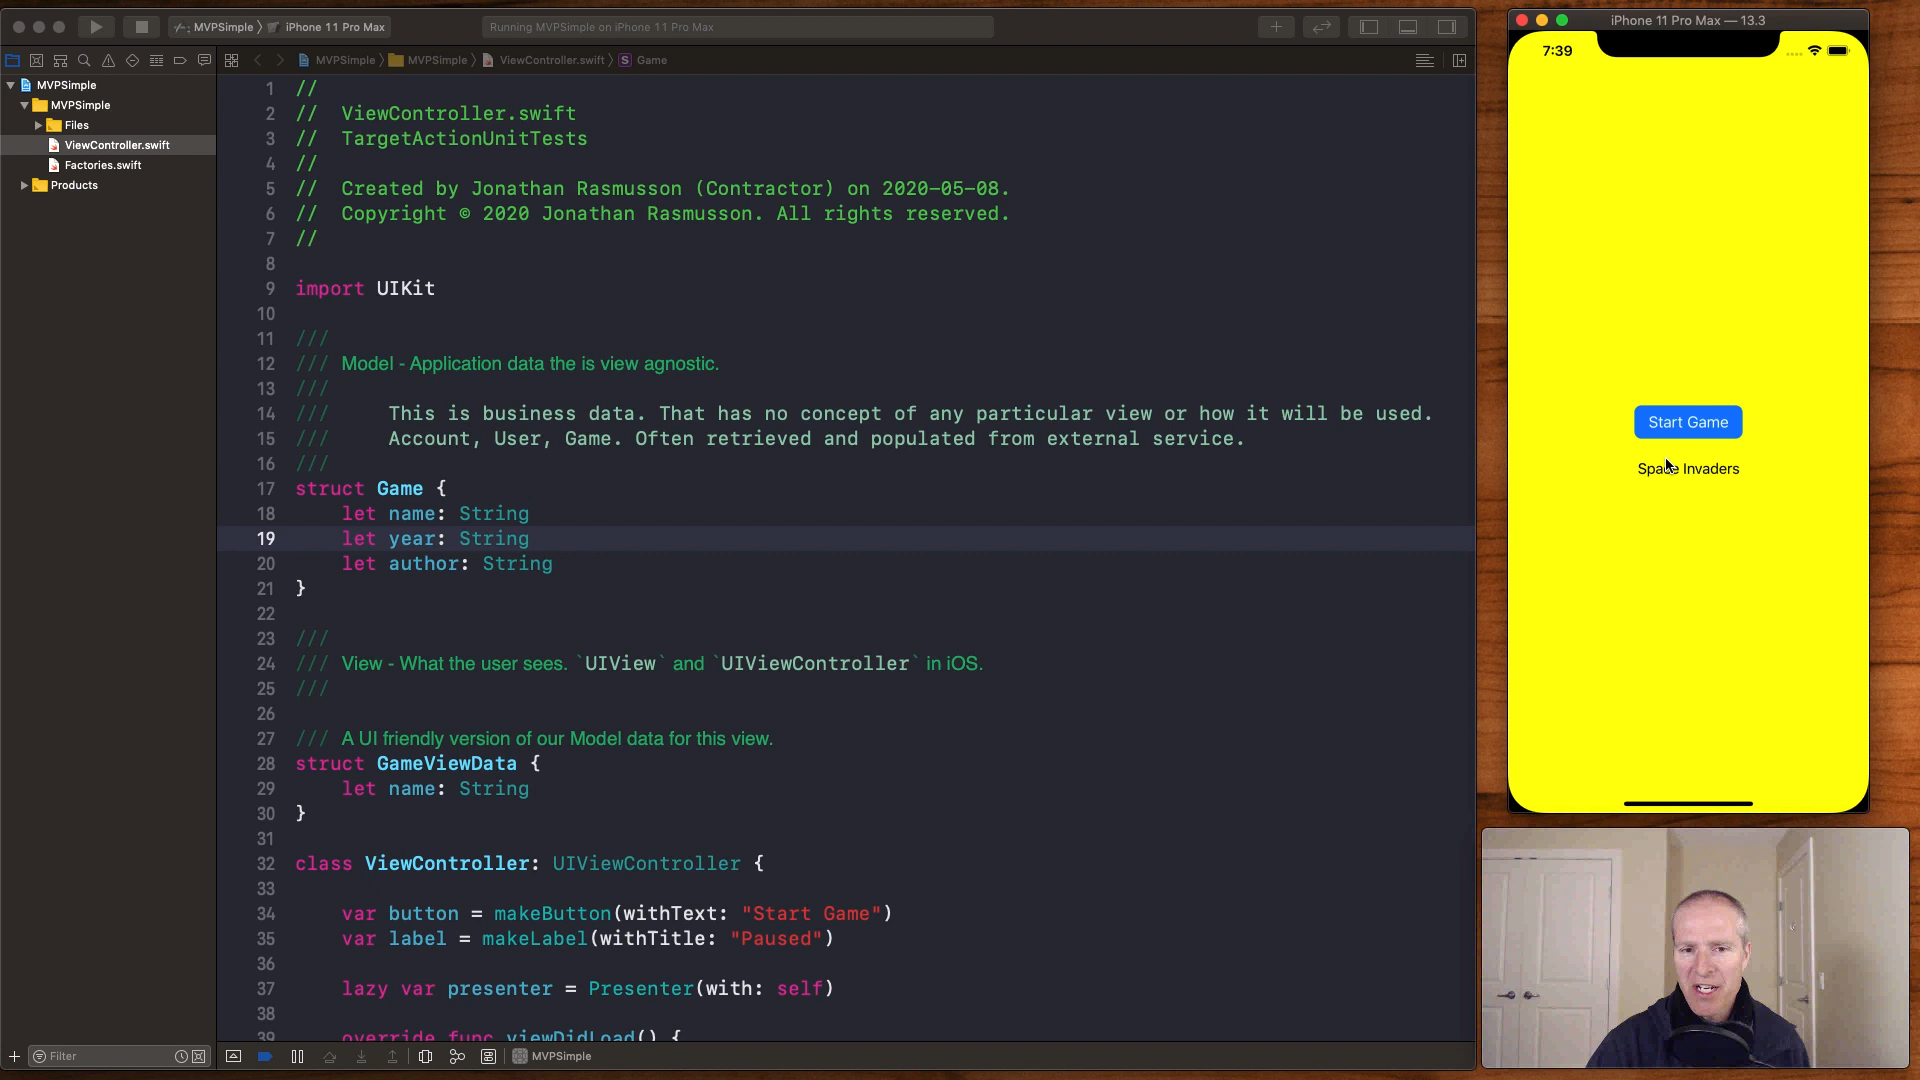 MVPSimple 〉 iPhone 11 Pro Max
Running MVPSimple on iPhone 11 Pro Max
MVPSimple 〉 MVPSimple 〉 ViewController.swift 〉 S Game
MVPSimple
MVPSimple
Files
ViewController.swift
Factories.swift
Products
1 //
2 // ViewController.swift
3 // TargetActionUnitTests
4 //
5 // Created by Jonathan Rasmusson (Contractor) on 2020-05-08.
6 // Copyright © 2020 Jonathan Rasmusson. All rights reserved.
7 //
8
9 import UIKit
10
11 ///
12 /// Model - Application data the is view agnostic.
13 ///
14 /// This is business data. That has no concept of any particular view or how it will be used.
15 /// Account, User, Game. Often retrieved and populated from external service.
16 ///
17 struct Game {
18 let name: String
19 let year: String
20 let author: String
21 }
22
23 ///
24 /// View - What the user sees. `UIView` and `UIViewController` in iOS.
25 ///
26
27 /// A UI friendly version of our Model data for this view.
28 struct GameViewData {
29 let name: String
30 }
31
32 class ViewController: UIViewController {
33
34 var button = makeButton(withText: "Start Game")
35 var label = makeLabel(withTitle: "Paused")
36
37 lazy var presenter = Presenter(with: self)
38
39 override func viewDidLoad() {
Filter
MVPSimple
iPhone 11 Pro Max — 13.3
7:39
Start Game
Space Invaders